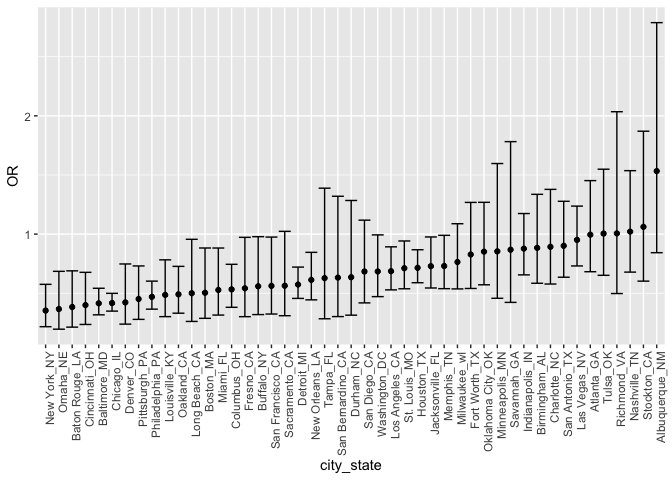 2
1
OR
New York_NY
Omaha_NE
Baton Rouge_LA
Cincinnati_OH
Baltimore_MD
Chicago_IL
Denver_CO
Pittsburgh_PA
Philadelphia_PA
Louisville_KY
Oakland_CA
Long Beach_CA
Boston_MA
Miami_FL
Columbus_OH
Fresno_CA
Buffalo_NY
San Francisco_CA
Sacramento_CA
Detroit_MI
New Orleans_LA
Tampa_FL
San Bernardino_CA
Durham_NC
San Diego_CA
Washington_DC
Los Angeles_CA
St. Louis_MO
Houston_TX
Jacksonville_FL
Memphis_TN
Milwaukee_wI
Fort Worth_TX
Oklahoma City_OK
Minneapolis_MN
Savannah_GA
Indianapolis_IN
Birmingham_AL
Charlotte_NC
San Antonio_TX
Las Vegas_NV
Atlanta_GA
Tulsa_OK
Richmond_VA
Nashville_TN
Stockton_CA
Albuquerque_NM
city_state